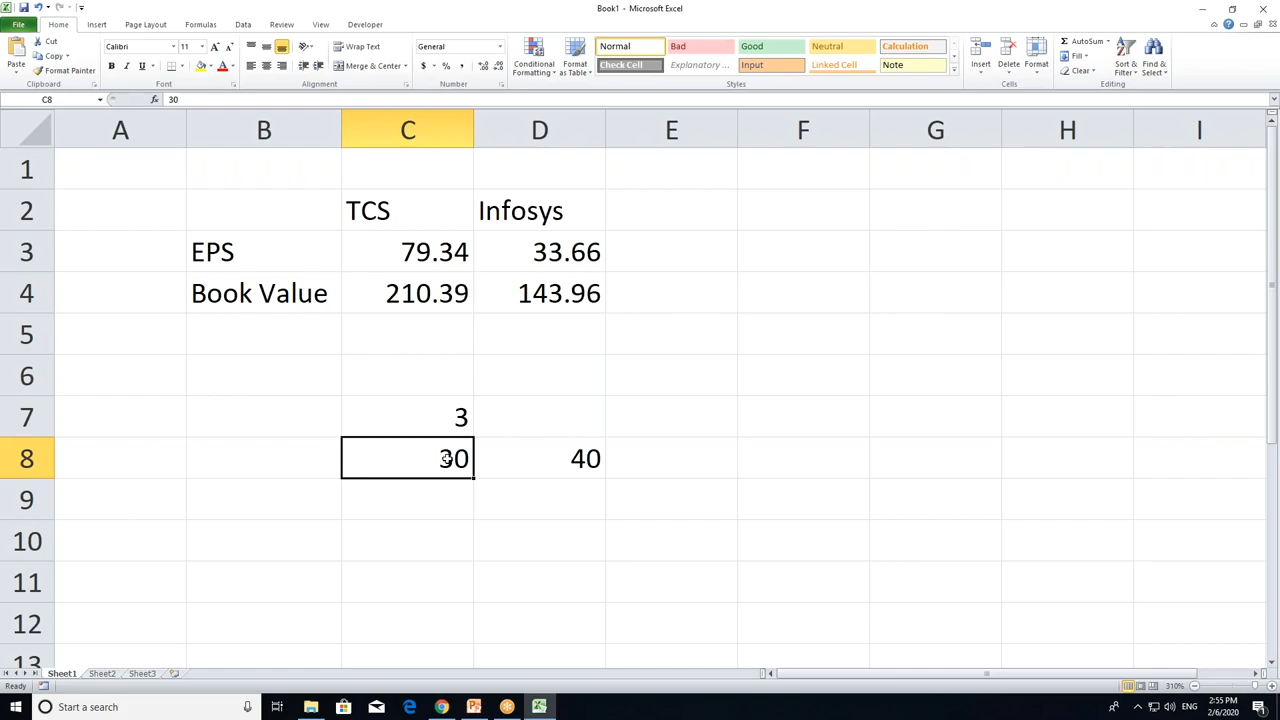 Book1 - Microsoft Excel
File Home Insert Page Layout Formulas Data Review View Developer
Paste Cut Copy Format Painter Clipboard
Calibri 11 B I U Font
Wrap Text Merge & Center Alignment
General $ % , Number
Conditional Formatting Format as Table
Normal Bad Good Neutral Calculation
Check Cell Explanatory ... Input Linked Cell Note
Styles
Insert Delete Format Cells
AutoSum Fill Clear Sort & Filter Find & Select Editing
C8 fx 30
A B C D E F G H I
1
2 TCS Infosys
3 EPS 79.34 33.66
4 Book Value 210.39 143.96
5
6
7 3
8 30 40
9
10
11
12
13
Sheet1 Sheet2 Sheet3
Ready 310%
Start a search ENG 2:55 PM
2/6/2020